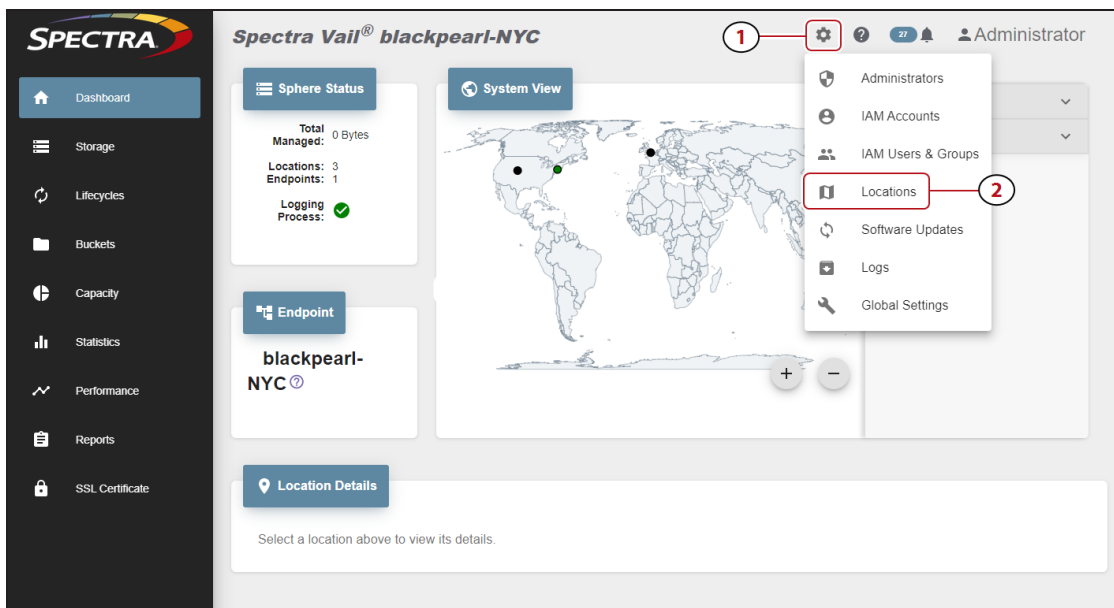 SPECTRA
Dashboard
Storage
Lifecycles
Buckets
Capacity
Statistics
Performance
Reports
SSL Certificate
Spectra Vail® blackpearl-NYC
1
27
Administrator
Administrators
IAM Accounts
IAM Users & Groups
Locations
2
Software Updates
Logs
Global Settings
Sphere Status
Total
Managed: 0 Bytes
Locations: 3
Endpoints: 1
Logging
Process:
System View
+ −
Endpoint
blackpearl-
NYC
Location Details
Select a location above to view its details.